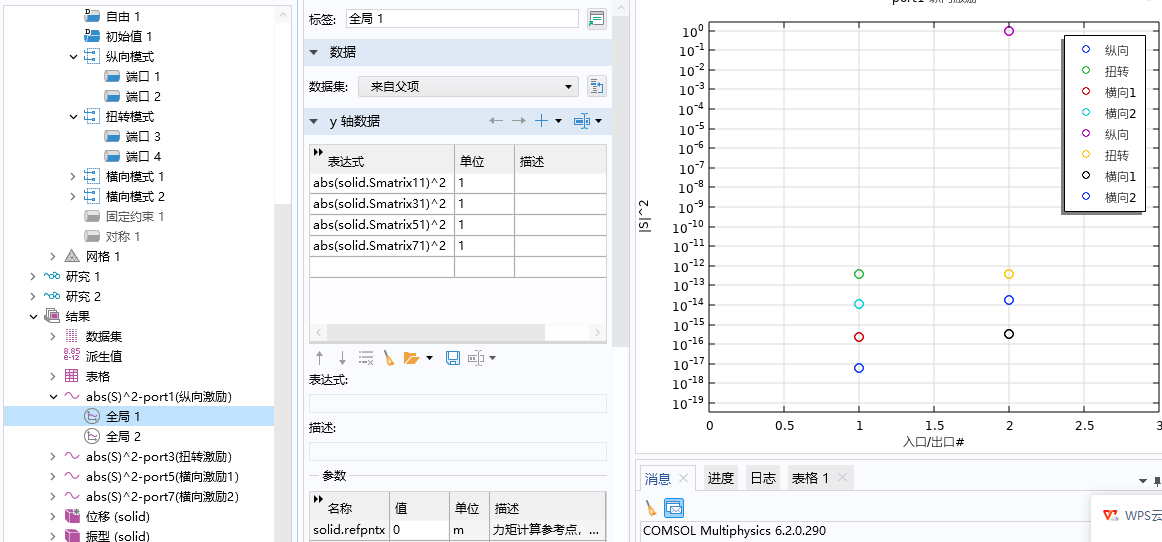 自由 1
初始值 1
纵向模式
端口 1
端口 2
扭转模式
端口 3
端口 4
横向模式 1
横向模式 2
固定约束 1
对称 1
网格 1
研究 1
研究 2
结果
数据集
8.85
e-12
派生值
表格
abs(S)^2-port1(纵向激励)
全局 1
全局 2
abs(S)^2-port3(扭转激励)
abs(S)^2-port5(横向激励1)
abs(S)^2-port7(横向激励2)
位移 (solid)
振型 (solid)
标签: 全局 1
数据
数据集: 来自父项
y 轴数据
表达式 单位 描述
abs(solid.Smatrix11)^2 1
abs(solid.Smatrix31)^2 1
abs(solid.Smatrix51)^2 1
abs(solid.Smatrix71)^2 1
表达式:
描述:
参数
名称 值 单位 描述
solid.refpntx 0 m 力矩计算参考点，...
port1 纵向激励
10^0
10^-1
10^-2
10^-3
10^-4
10^-5
10^-6
10^-7
10^-8
10^-9
10^-10
10^-11
10^-12
10^-13
10^-14
10^-15
10^-16
10^-17
10^-18
10^-19
|S|^2
0 0.5 1 1.5 2 2.5 3
入口/出口#
纵向
扭转
横向1
横向2
纵向
扭转
横向1
横向2
消息 进度 日志 表格 1
COMSOL Multiphysics 6.2.0.290
WPS云